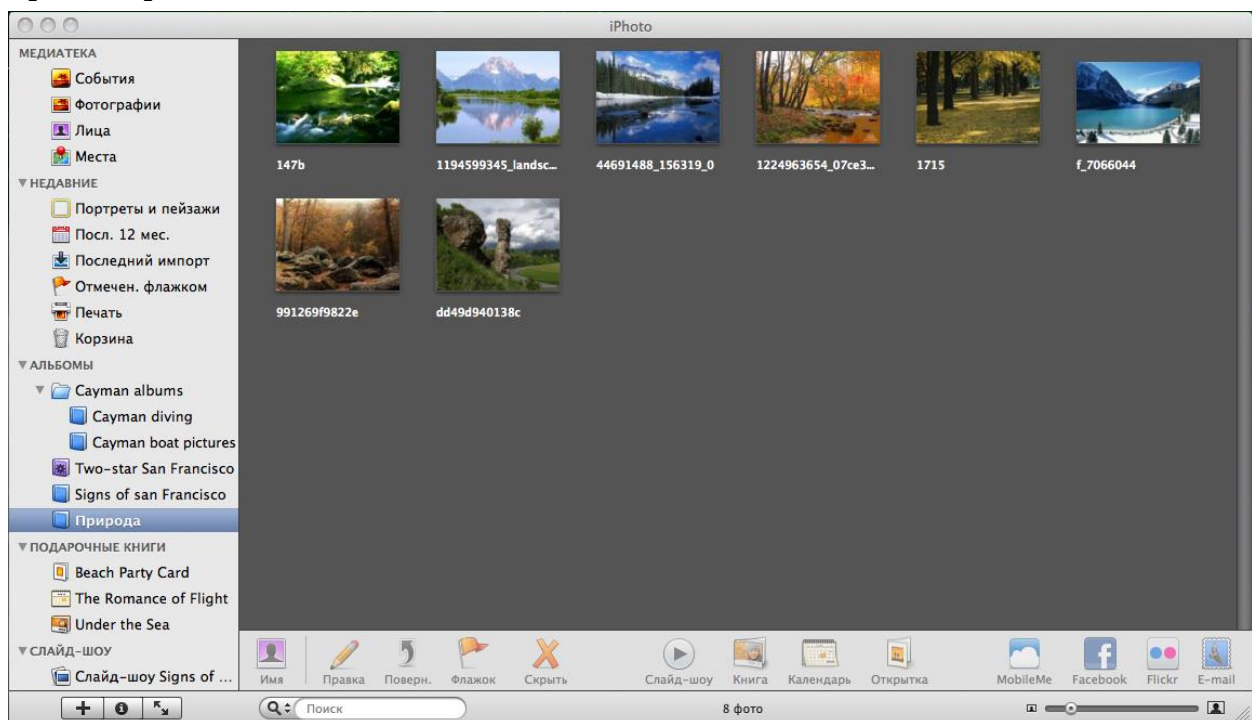 iPhoto
МЕДИАТЕКА
События
Фотографии
Лица
Места
НЕДАВНИЕ
Портреты и пейзажи
Посл. 12 мес.
Последний импорт
Отмечен. флажком
Печать
Корзина
АЛЬБОМЫ
Cayman albums
Cayman diving
Cayman boat pictures
Two-star San Francisco
Signs of san Francisco
Природа
ПОДАРОЧНЫЕ КНИГИ
Beach Party Card
The Romance of Flight
Under the Sea
СЛАЙД-ШОУ
Слайд-шоу Signs of ...
147b 1194599345_landsc... 44691488_156319_0 1224963654_07ce3... 1715 f_7066044
991269f9822e dd49d940138c
Имя Правка Поверн. Флажок Скрыть Слайд-шоу Книга Календарь Открытка MobileMe Facebook Flickr E-mail
Поиск 8 фото